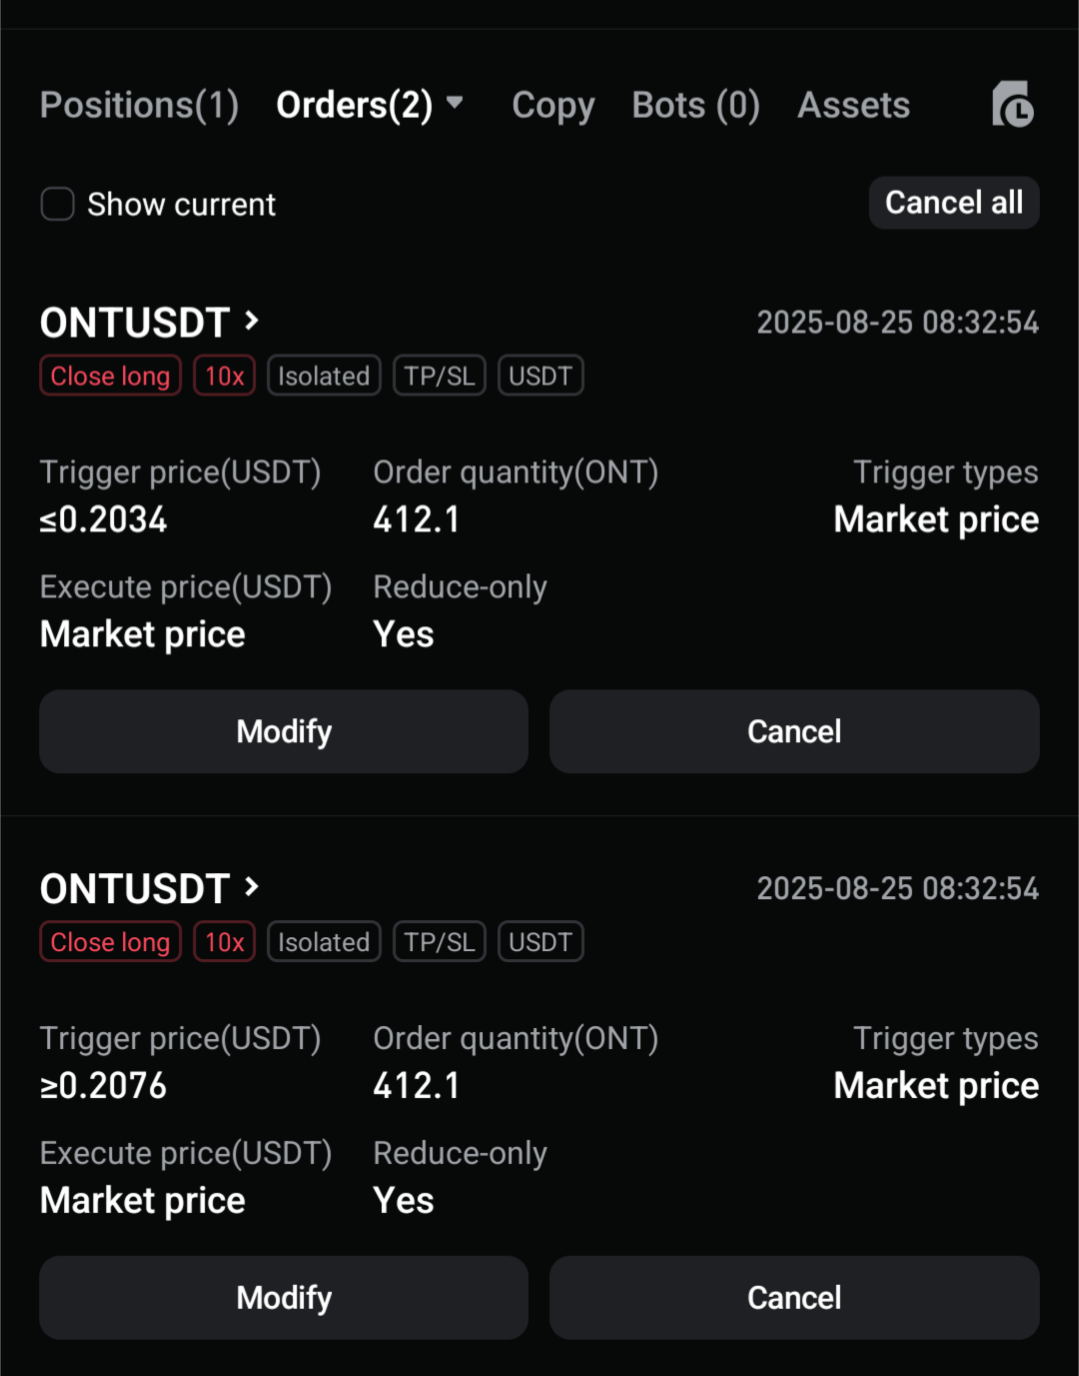 Positions(1) Orders(2) Copy Bots (0) Assets
Show current Cancel all
ONTUSDT 2025-08-25 08:32:54
Close long 10x Isolated TP/SL USDT
Trigger price(USDT) Order quantity(ONT) Trigger types
≤0.2034 412.1 Market price
Execute price(USDT) Reduce-only
Market price Yes
Modify Cancel
ONTUSDT 2025-08-25 08:32:54
Close long 10x Isolated TP/SL USDT
Trigger price(USDT) Order quantity(ONT) Trigger types
≥0.2076 412.1 Market price
Execute price(USDT) Reduce-only
Market price Yes
Modify Cancel